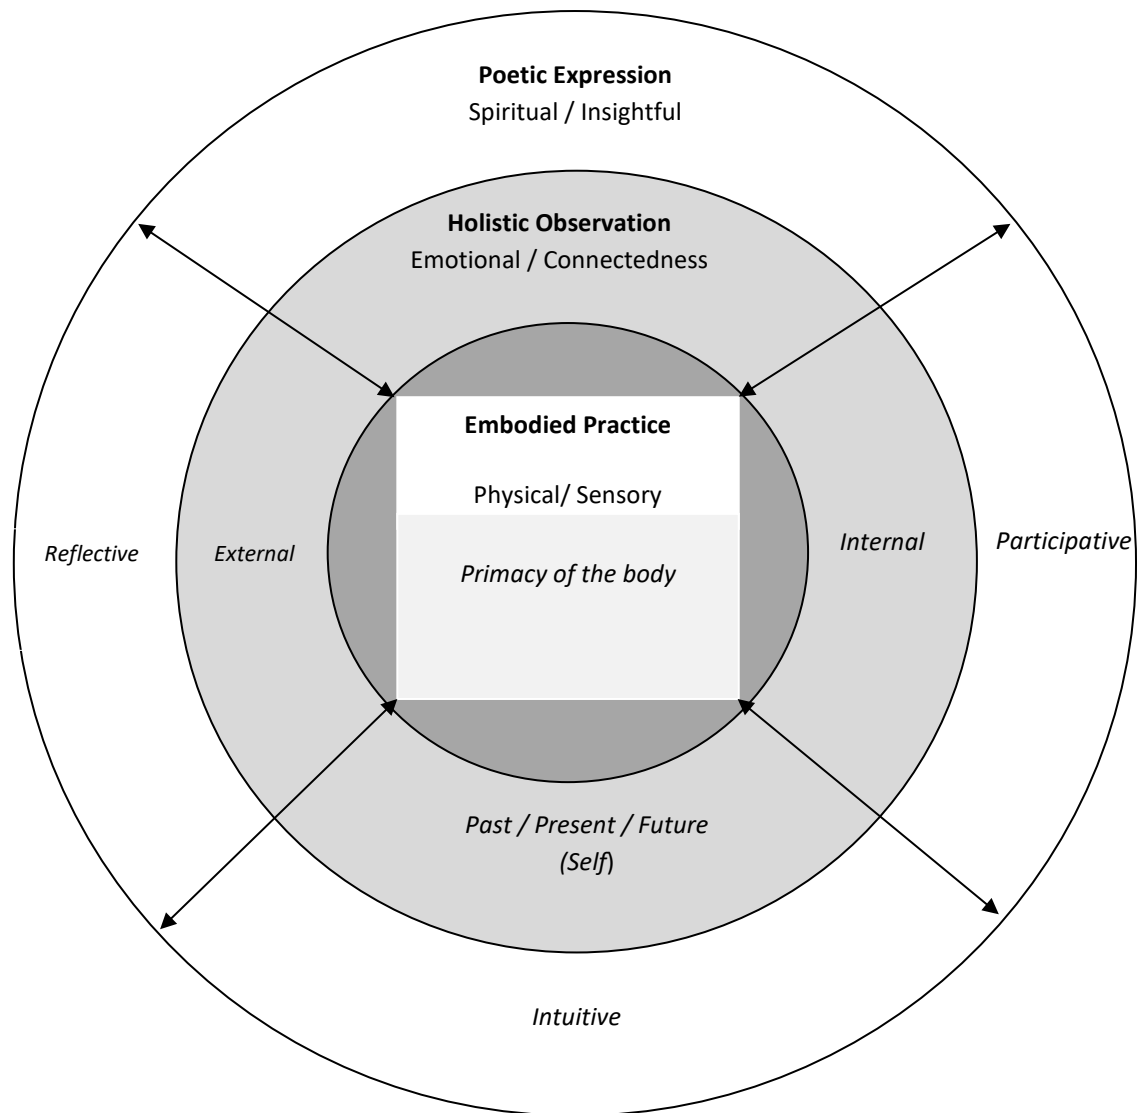 Poetic Expression
Spiritual / Insightful
Holistic Observation
Emotional / Connectedness
Embodied Practice
Physical/ Sensory
Reflective
External
Primacy of the body
Internal
Participative
Past / Present / Future
(Self)
Intuitive